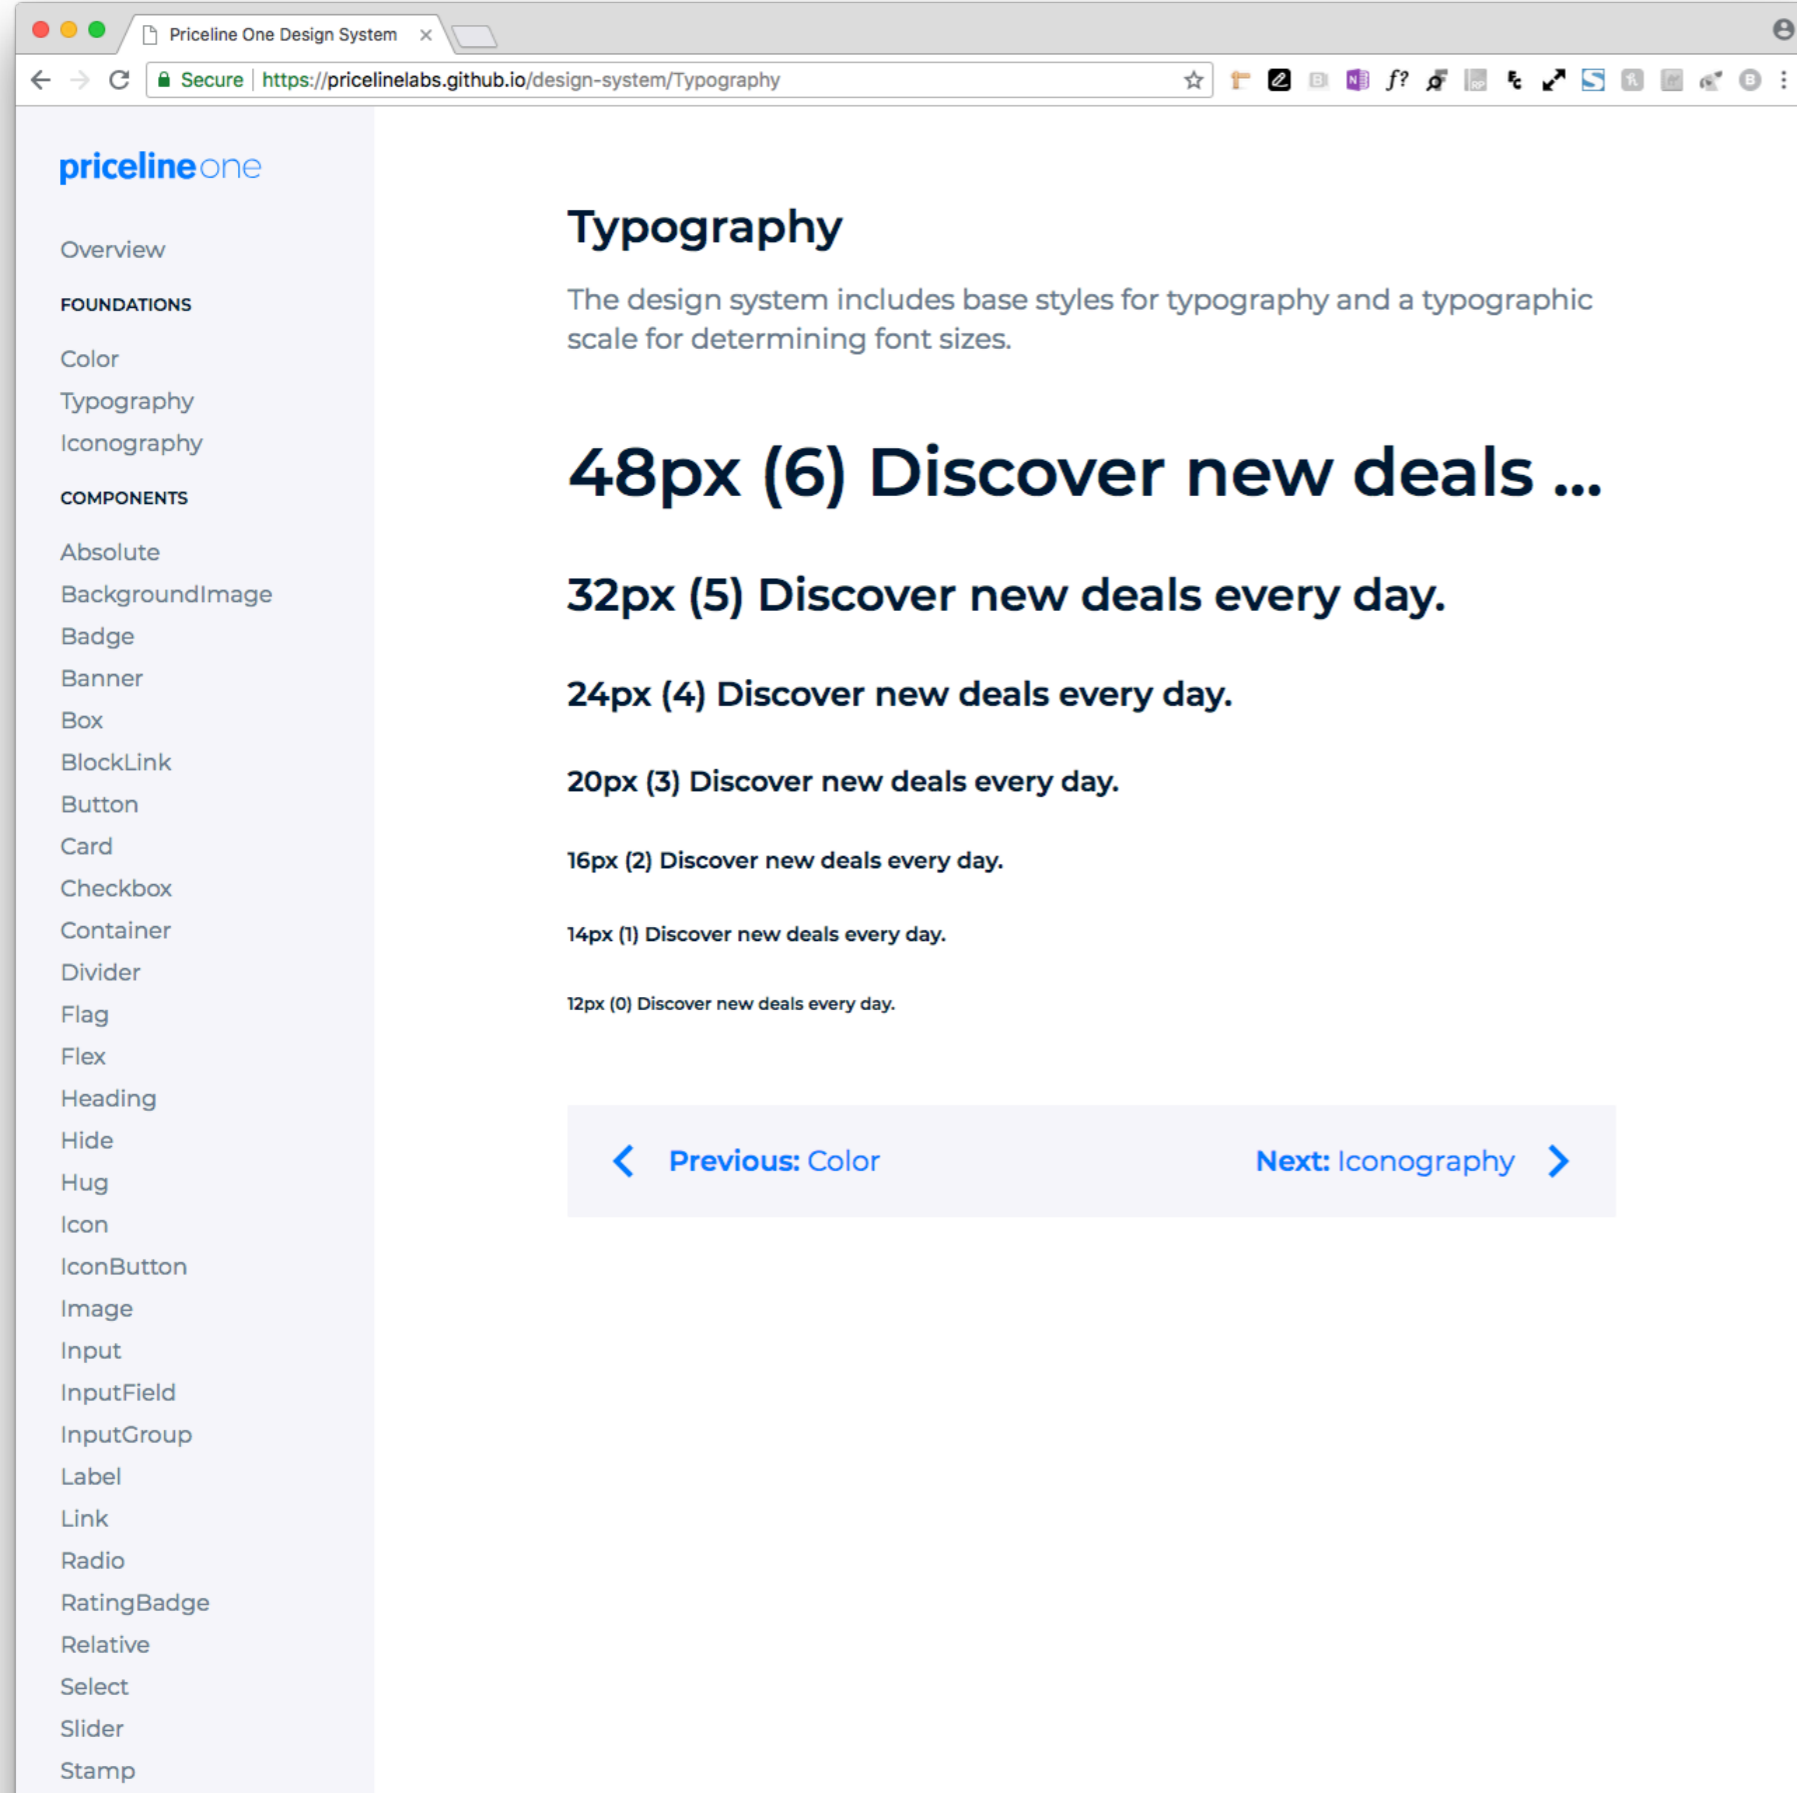 Priceline One Design System
Secure https://pricelinelabs.github.io/design-system/Typography
priceline one
Overview
FOUNDATIONS
Color
Typography
Iconography
COMPONENTS
Absolute
BackgroundImage
Badge
Banner
Box
BlockLink
Button
Card
Checkbox
Container
Divider
Flag
Flex
Heading
Hide
Hug
Icon
IconButton
Image
Input
InputField
InputGroup
Label
Link
Radio
RatingBadge
Relative
Select
Slider
Stamp
Typography
The design system includes base styles for typography and a typographic
scale for determining font sizes.
48px (6) Discover new deals ...
32px (5) Discover new deals every day.
24px (4) Discover new deals every day.
20px (3) Discover new deals every day.
16px (2) Discover new deals every day.
14px (1) Discover new deals every day.
12px (0) Discover new deals every day.
Previous: Color
Next: Iconography